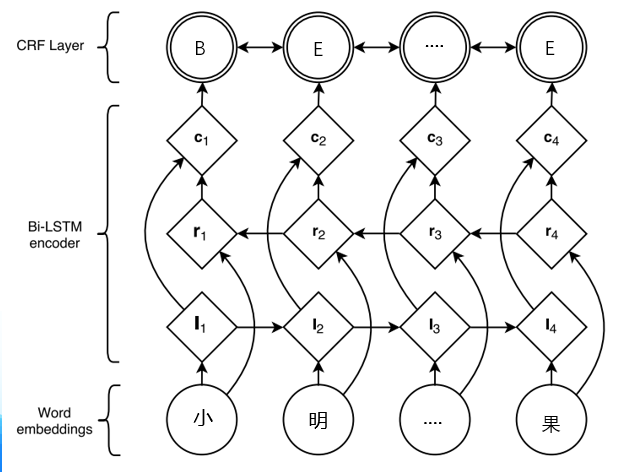 CRF Layer
B E .... E
c1 c2 c3 c4
Bi-LSTM
encoder
r1 r2 r3 r4
l1 l2 l3 l4
Word
embeddings
小 明 .... 果